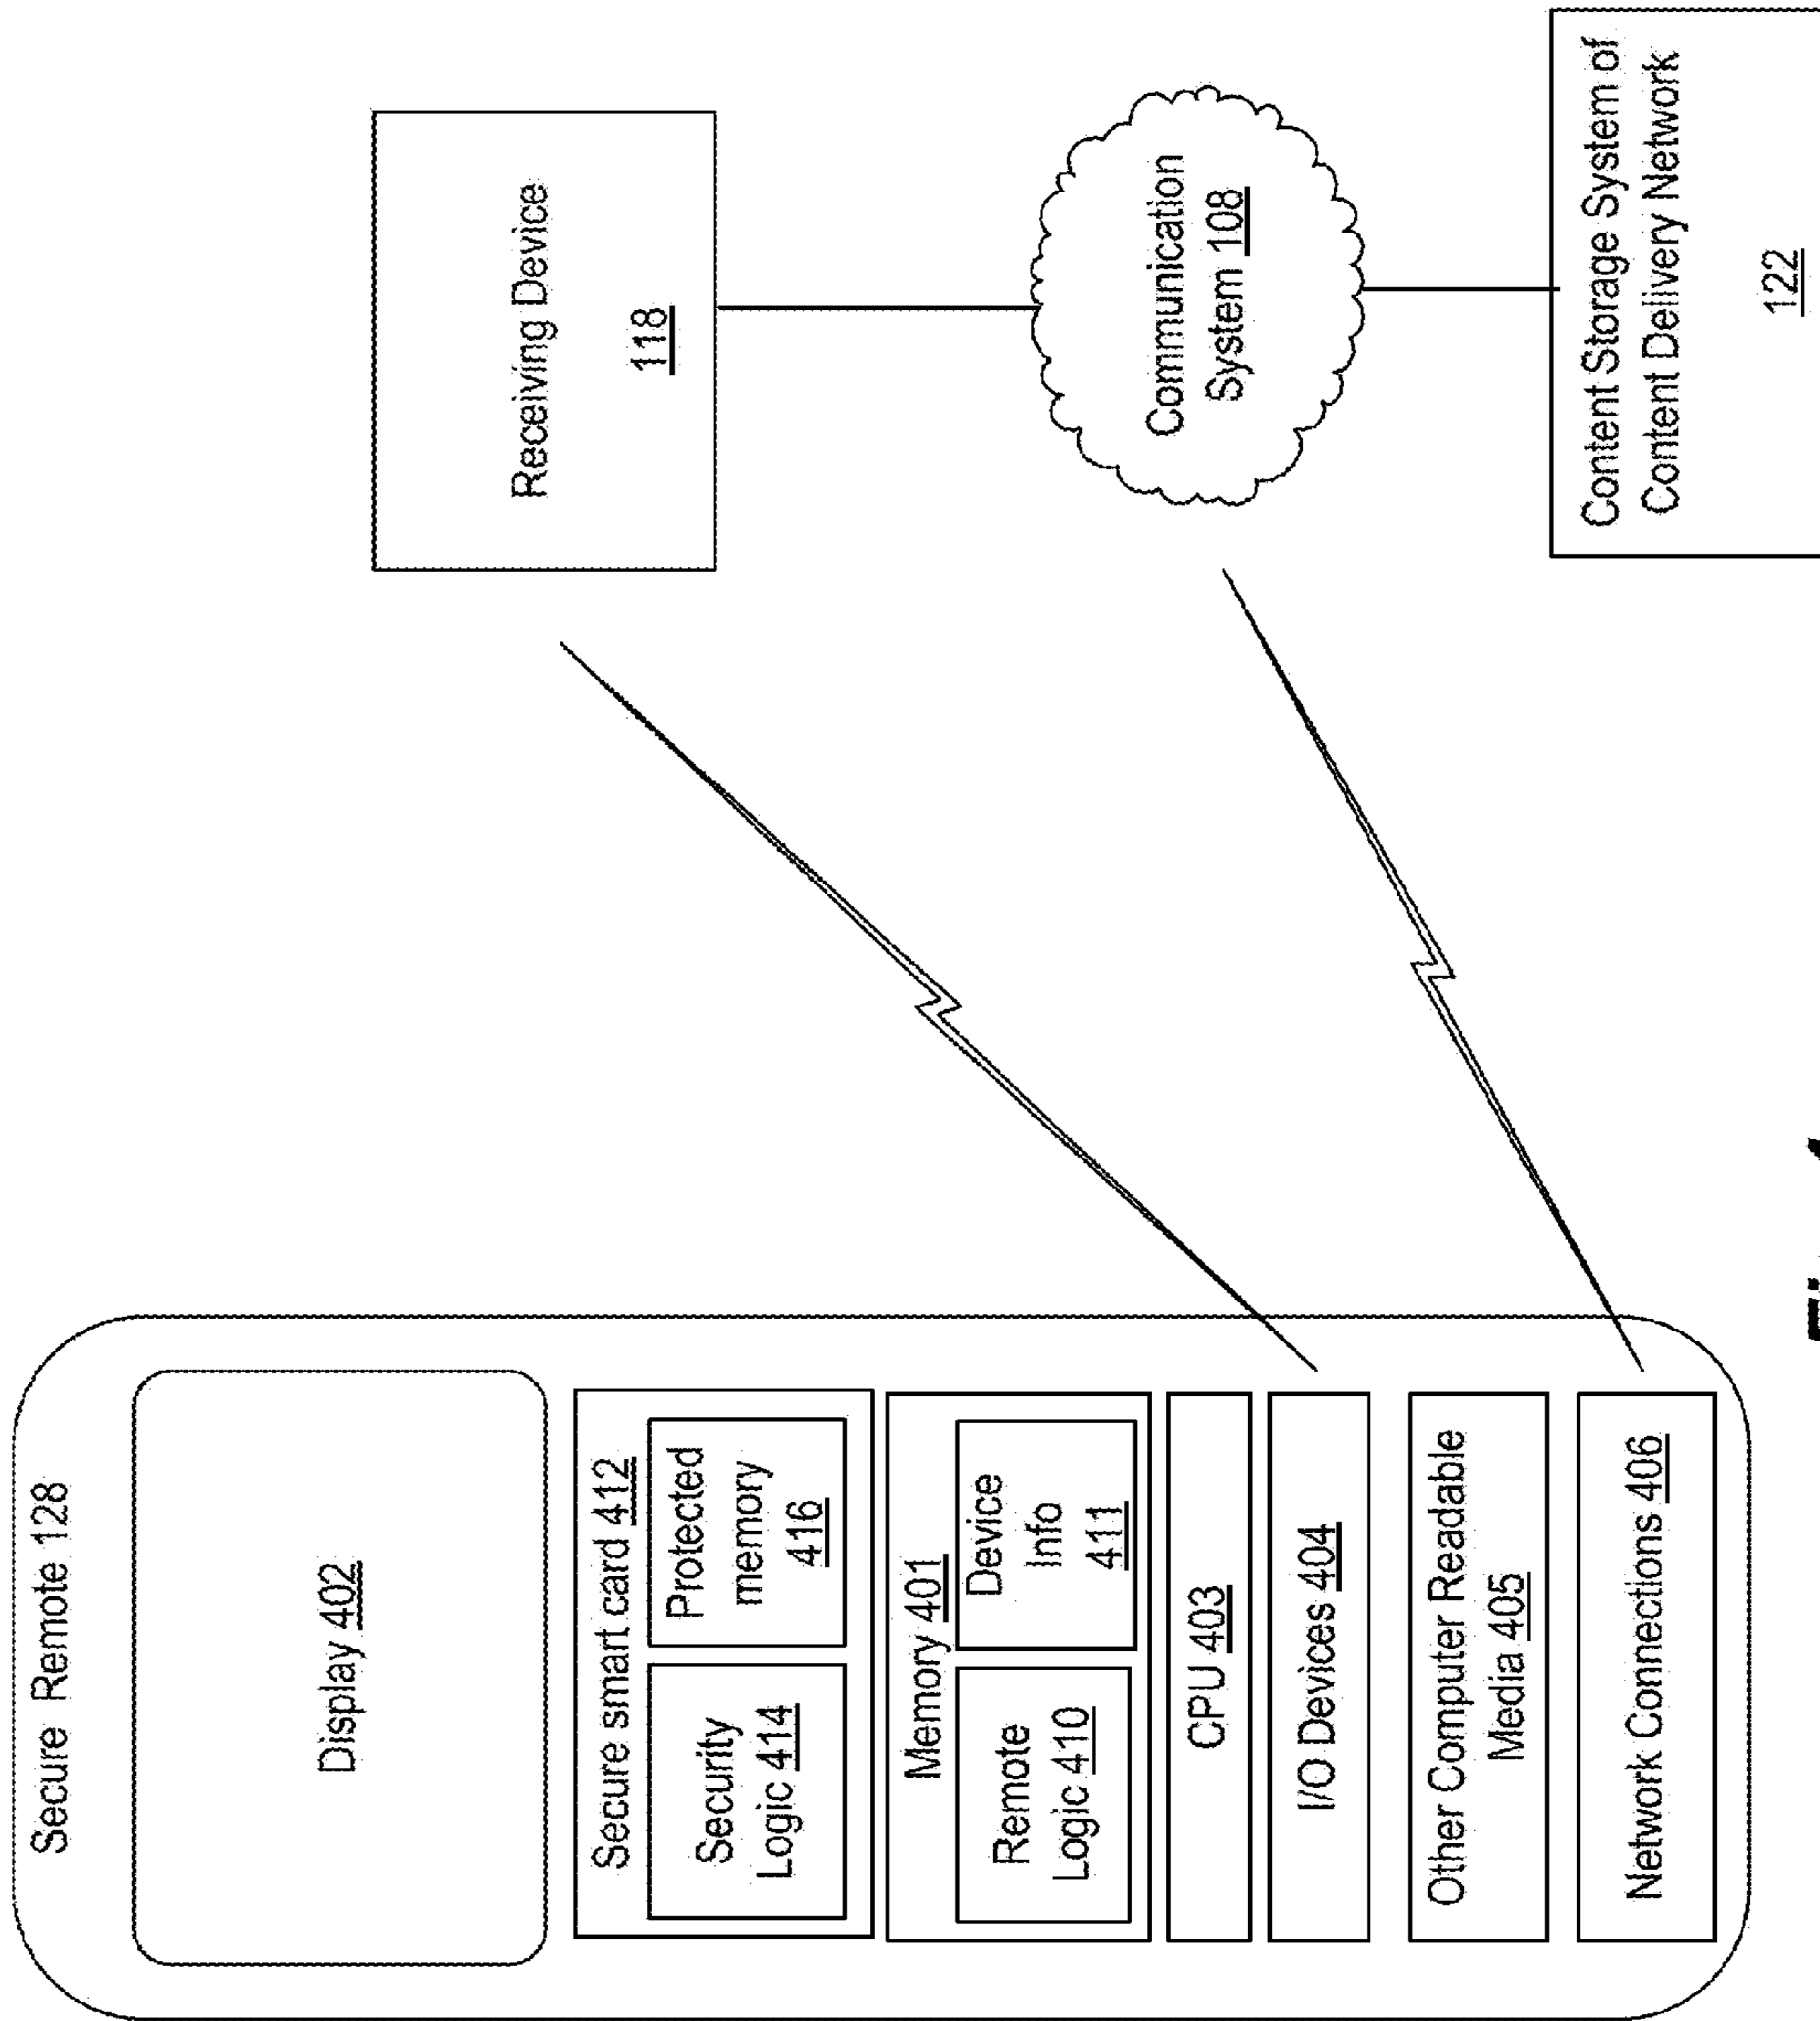 Secure Remote 128
Display 402
Secure smart card 412
Security
Logic 414
Protected
memory
416
Memory 401
Remote
Logic 410
Device
Info
411
CPU 403
I/O Devices 404
Other Computer Readable
Media 405
Network Connections 406
Receiving Device
118
Communication
System 108
Content Storage System of
Content Delivery Network
122